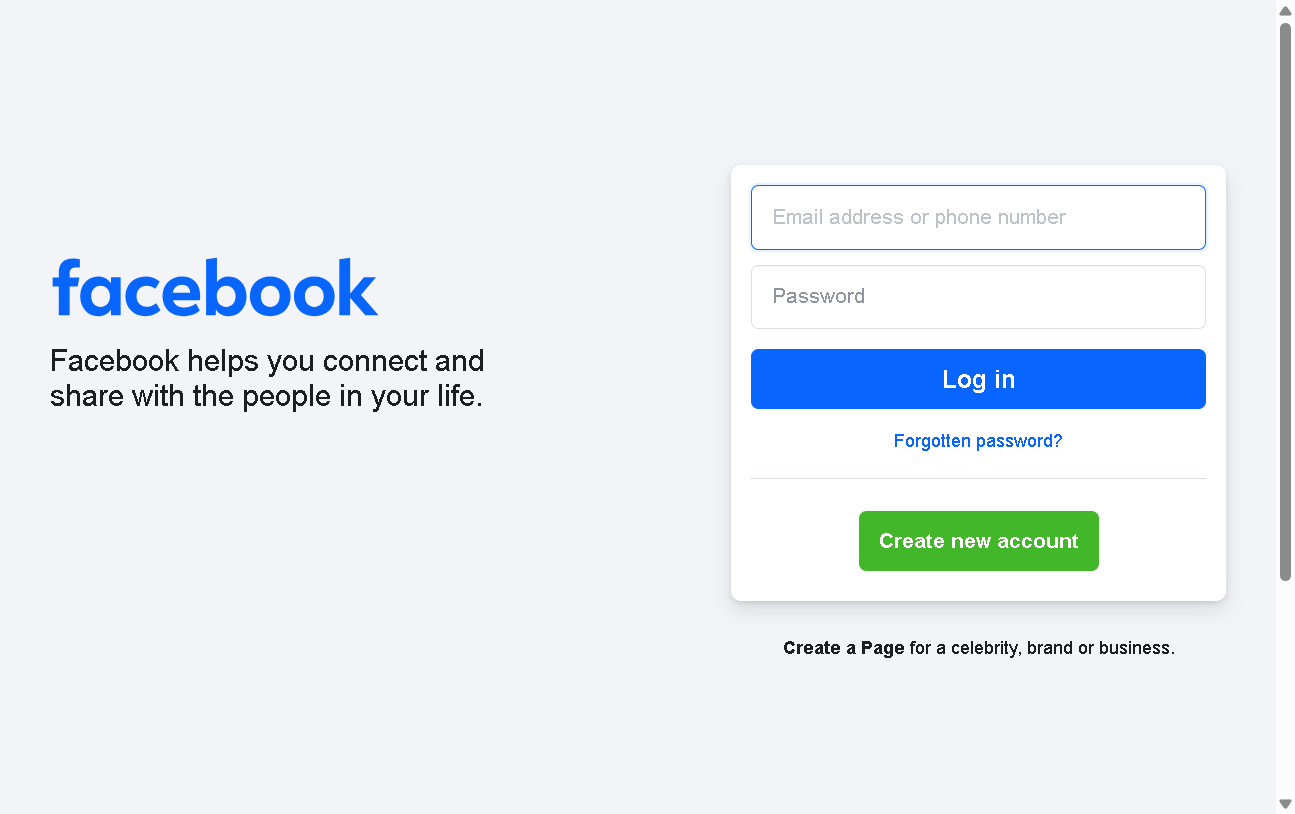 facebook
Facebook helps you connect and
share with the people in your life.
Email address or phone number
Password
Log in
Forgotten password?
Create new account
Create a Page for a celebrity, brand or business.